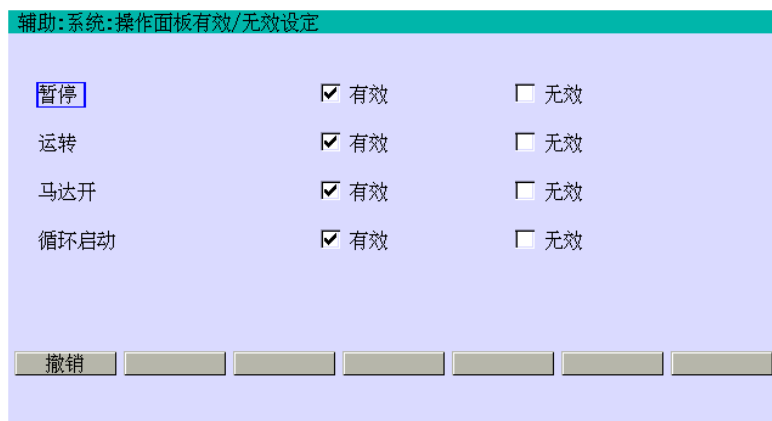 辅助:系统:操作面板有效/无效设定
暂停 有效 无效
运转 有效 无效
马达开 有效 无效
循环启动 有效 无效
撤销